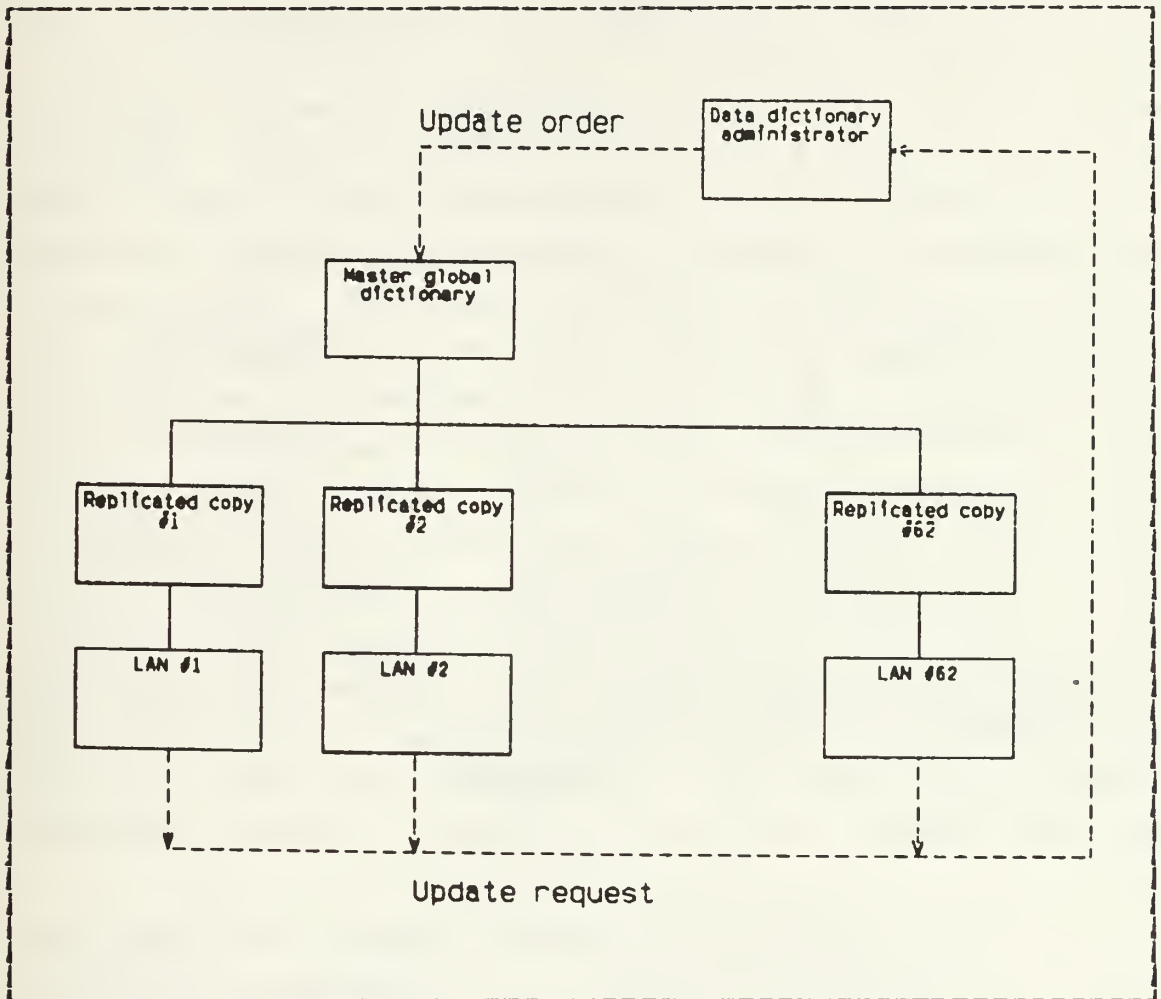 Update order
Data dictionary
administrator
Master global
dictionary
Replicated copy
#1
Replicated copy
#2
Replicated copy
#62
LAN #1
LAN #2
LAN #62
Update request